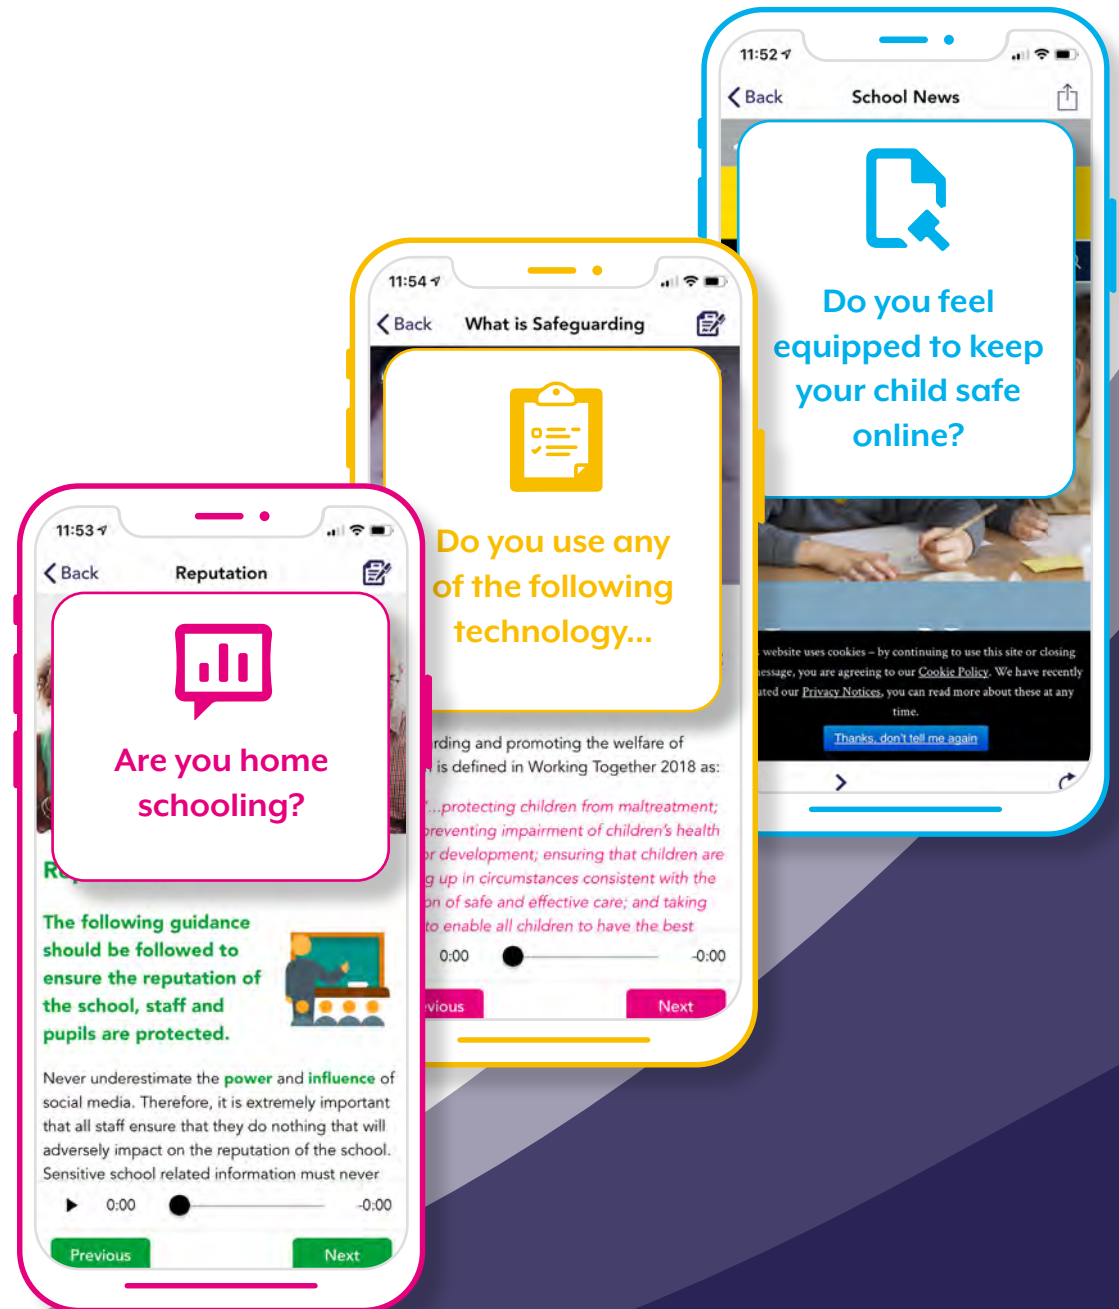 11:52
Back
School News
Do you feel
equipped to keep
your child safe
online?
website uses cookies – by continuing to use this site or closing
you are agreeing to our Cookie Policy. We have recently
our Privacy Notices, you can read more about these at any
time.
Thanks, don't tell me again
11:54
Back
What is Safeguarding
Do you use any
of the following
technology...
and promoting the welfare of
is defined in Working Together 2018 as:
"...protecting children from maltreatment;
preventing impairment of children's health
or development; ensuring that children are
up in circumstances consistent with the
of safe and effective care; and taking
to enable all children to have the best
0:00
-0:00
Next
11:53
Back
Reputation
Are you home
schooling?
The following guidance
should be followed to
ensure the reputation of
the school, staff and
pupils are protected.
Never underestimate the power and influence of
social media. Therefore, it is extremely important
that all staff ensure that they do nothing that will
adversely impact on the reputation of the school.
Sensitive school related information must never
0:00
-0:00
Previous
Next